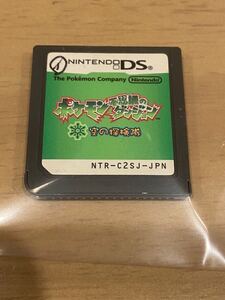 NINTENDO DS
The Pokémon Company Nintendo
ポケモン不思議のダンジョン
空の探検隊
NTR-C2SJ-JPN